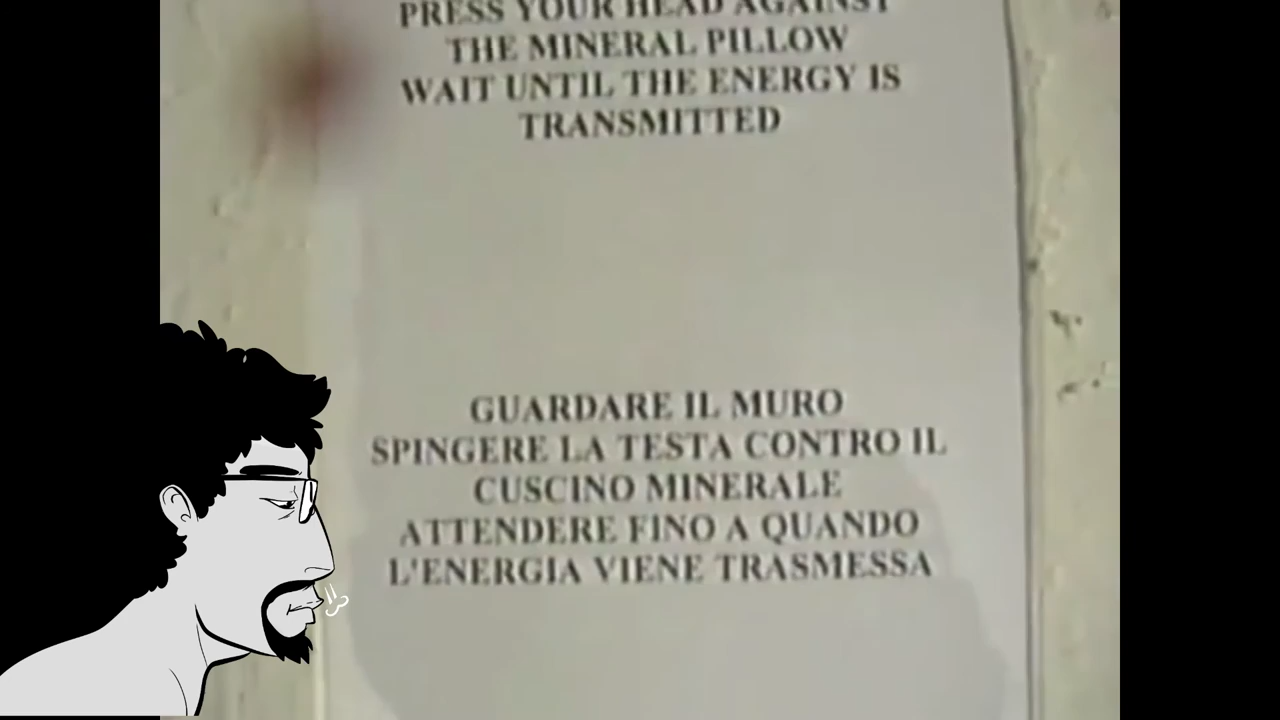 PRESS YOUR HEAD AGAINST
THE MINERAL PILLOW
WAIT UNTIL THE ENERGY IS
TRANSMITTED
GUARDARE IL MURO
SPINGERE LA TESTA CONTRO IL
CUSCINO MINERALE
ATTENDERE FINO A QUANDO
L'ENERGIA VIENE TRASMESSA